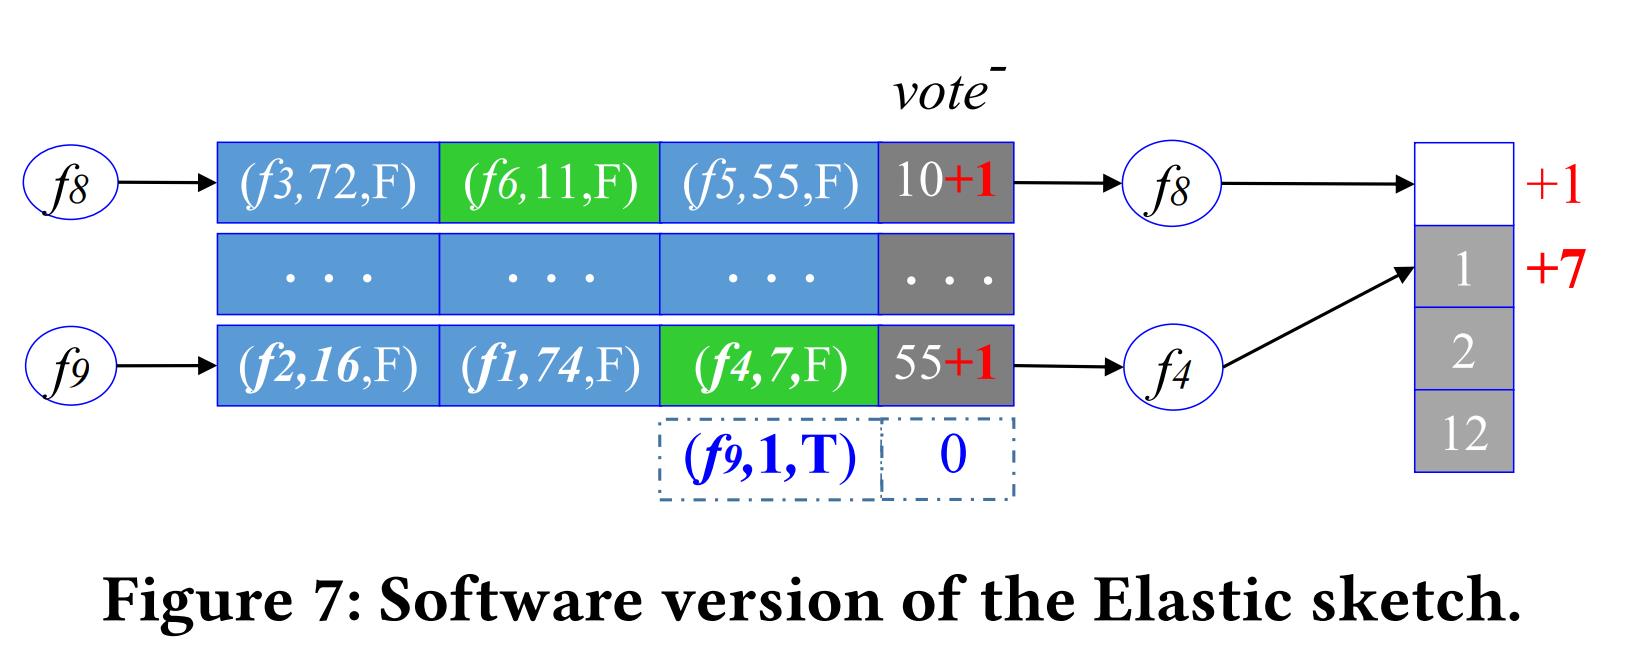 vote⁻
f8 (f3,72,F) (f6,11,F) (f5,55,F) 10+1 f8 +1
. . . . . . . . . . . . 1 +7
f9 (f2,16,F) (f1,74,F) (f4,7,F) 55+1 f4 2
(f9,1,T) 0 12
Figure 7: Software version of the Elastic sketch.